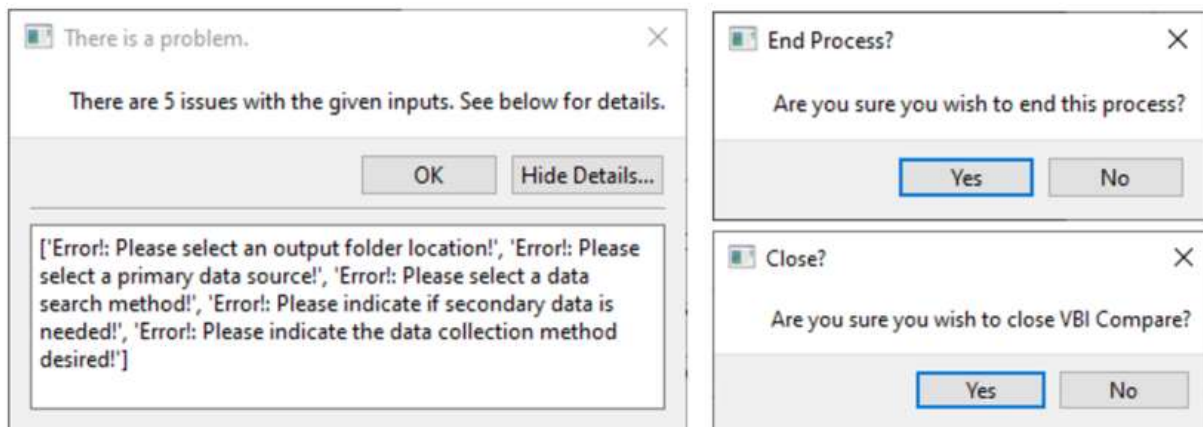 There is a problem.
There are 5 issues with the given inputs. See below for details.
OK
Hide Details...
['Error!: Please select an output folder location!', 'Error!: Please
select a primary data source!', 'Error!: Please select a data
search method!', 'Error!: Please indicate if secondary data is
needed!', 'Error!: Please indicate the data collection method
desired!']
End Process?
Are you sure you wish to end this process?
Yes
No
Close?
Are you sure you wish to close VBI Compare?
Yes
No